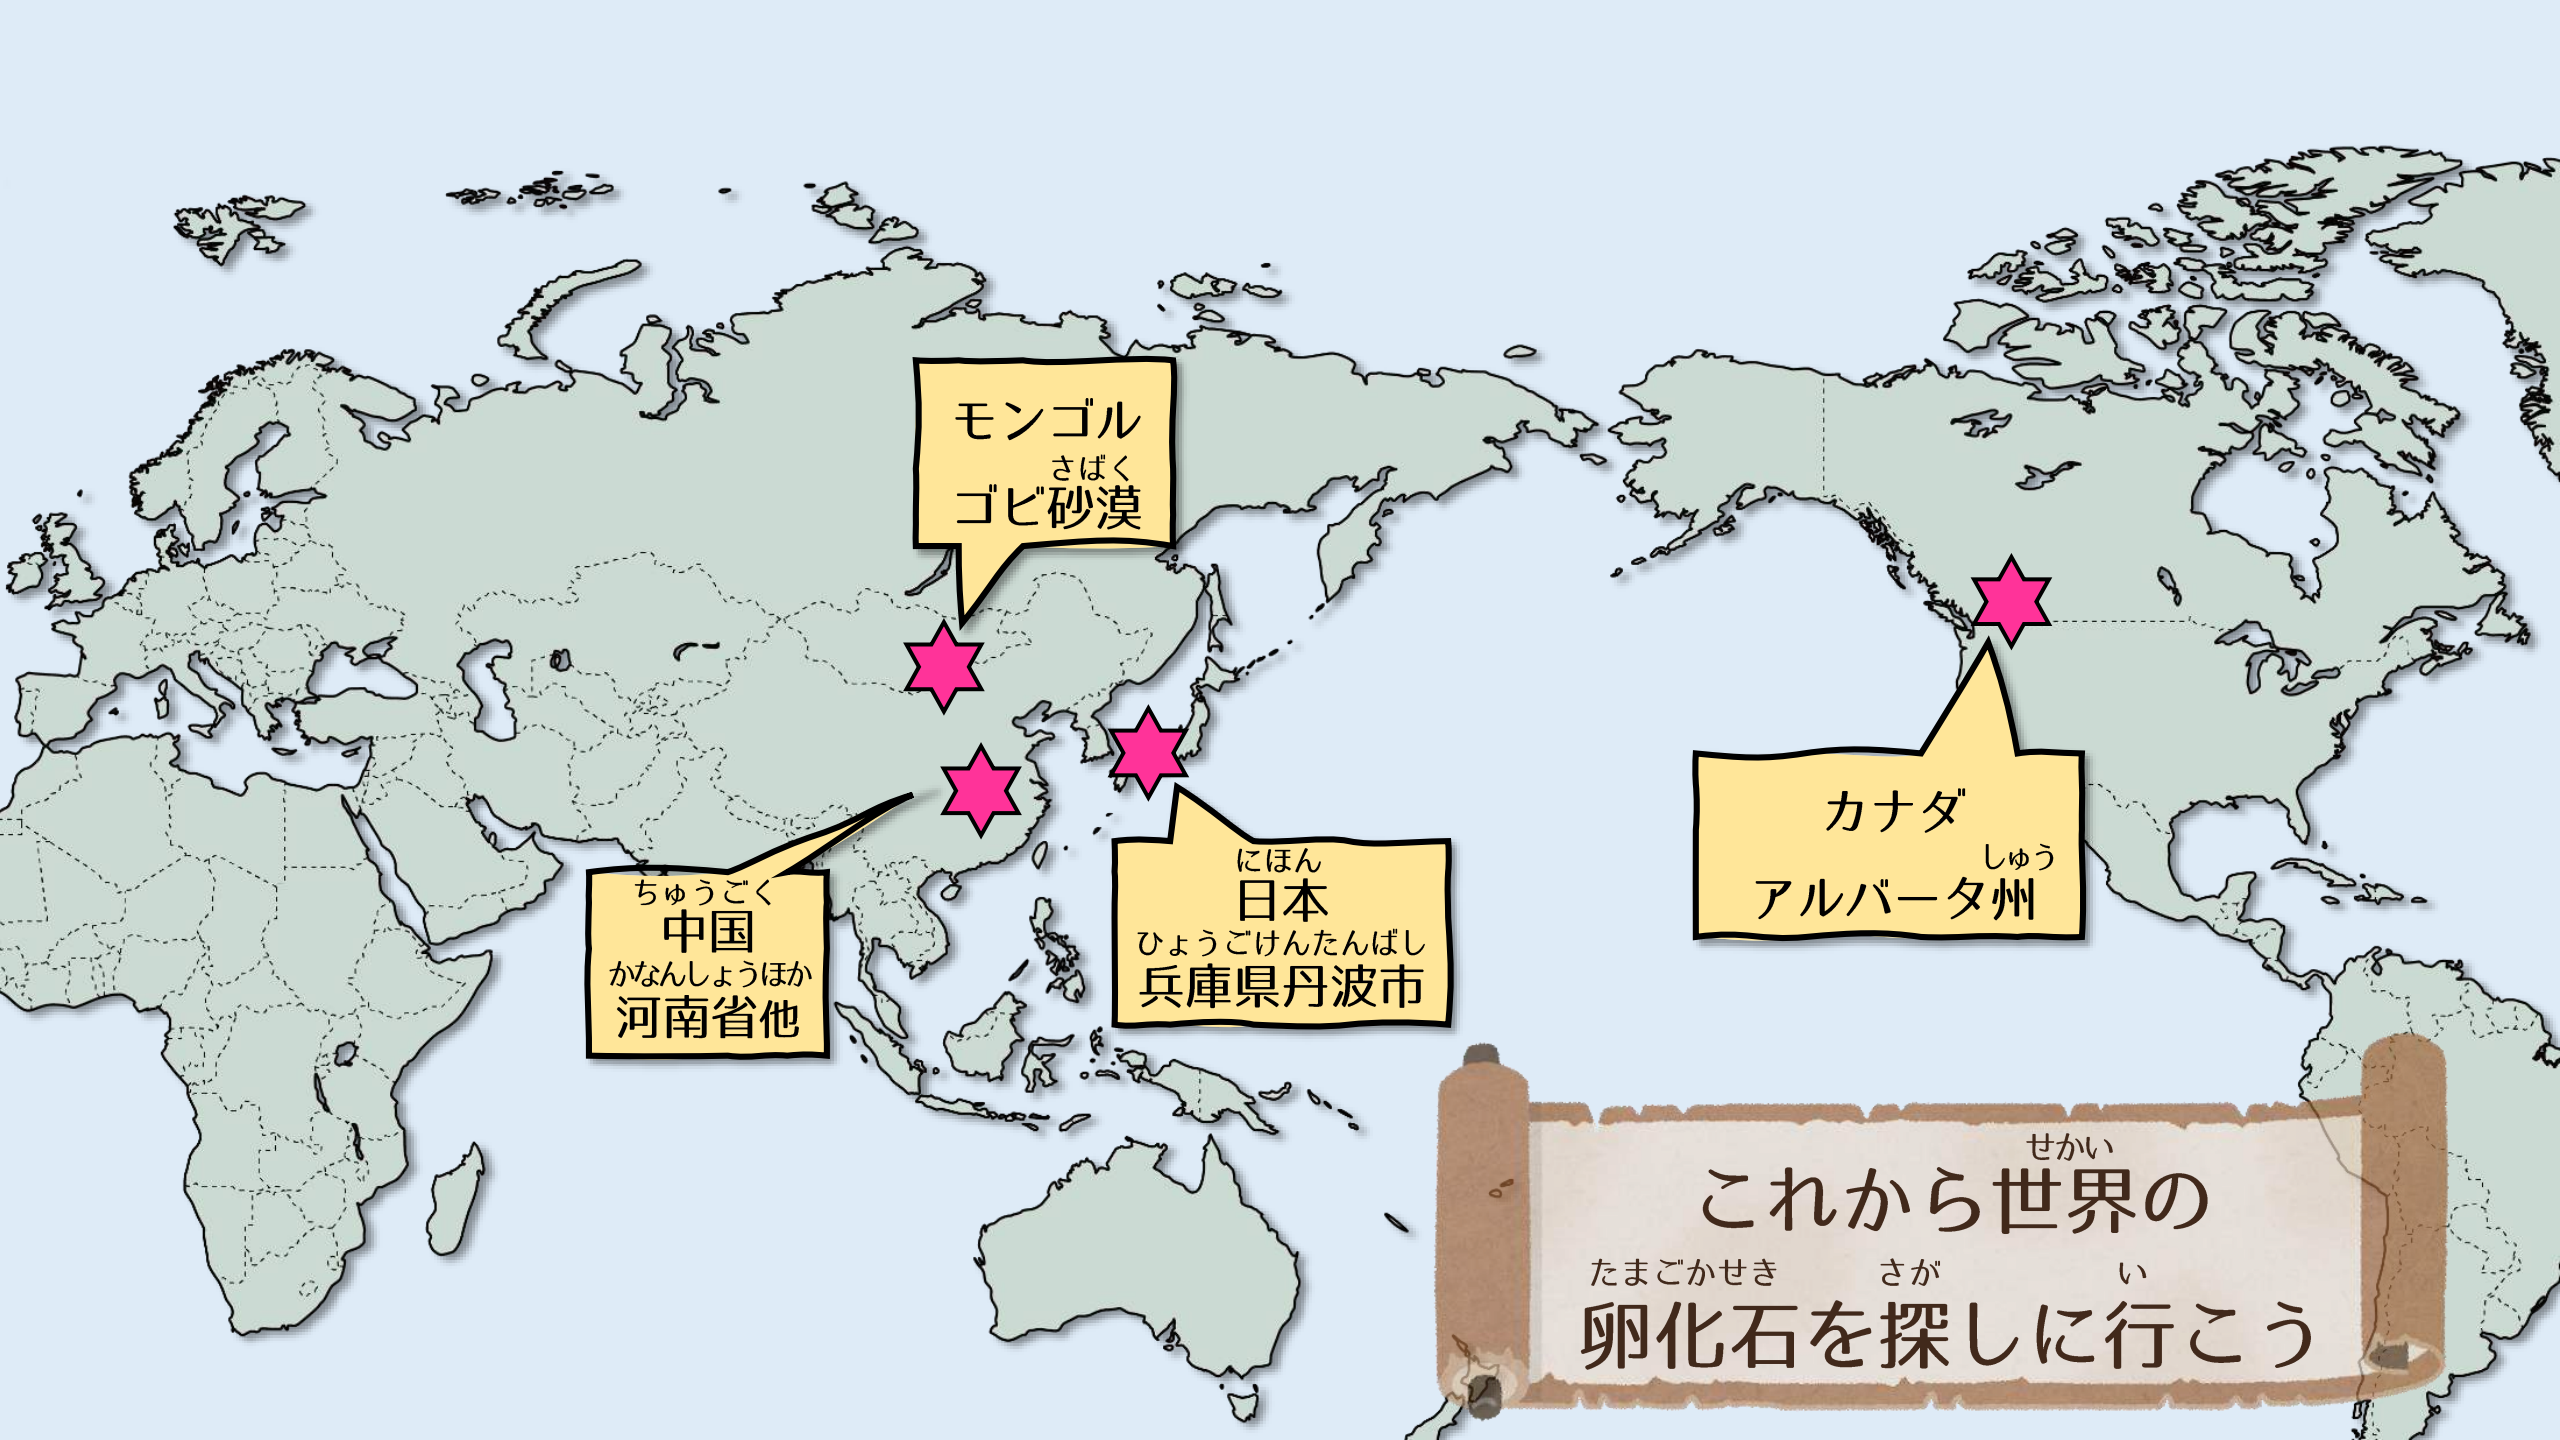 モンゴル
さばく
ゴビ砂漠
ちゅうごく
中国
かなんしょうほか
河南省他
にほん
日本
ひょうごけんたんばし
兵庫県丹波市
カナダ
しゅう
アルバータ州
せかい
これから世界の
たまごかせき さが い
卵化石を探しに行こう